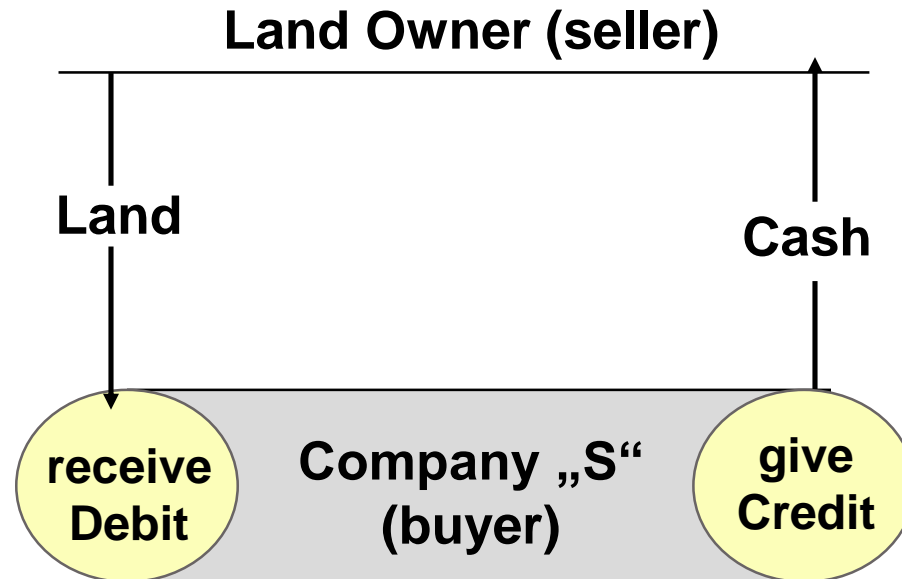 Land Owner (seller)
Land
Cash
receive
Debit
Company „S“
(buyer)
give
Credit